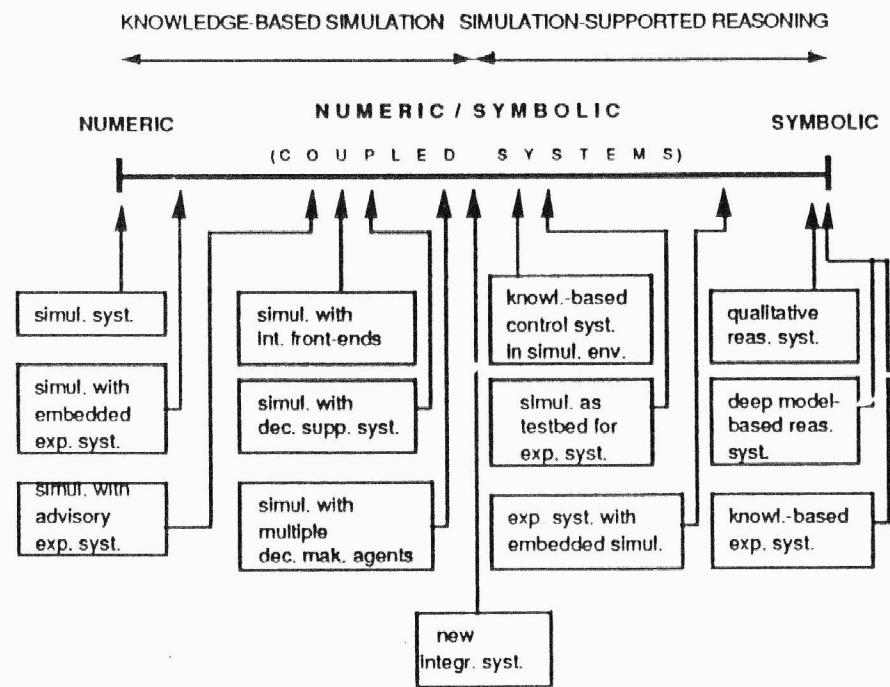 KNOWLEDGE-BASED SIMULATION SIMULATION-SUPPORTED REASONING
NUMERIC
NUMERIC / SYMBOLIC
SYMBOLIC
(COUPLED SYSTEMS)
simul. syst.
simul. with
embedded
exp. syst.
simul. with
advisory
exp. syst.
simul. with
int. front-ends
simul. with
dec. supp. syst.
simul. with
multiple
dec. mak. agents
new
integr. syst.
knowl.-based
control syst.
in simul. env.
simul. as
testbed for
exp. syst.
exp. syst. with
embedded simul.
qualitative
reas. syst.
deep model-
based reas.
syst.
knowl.-based
exp. syst.